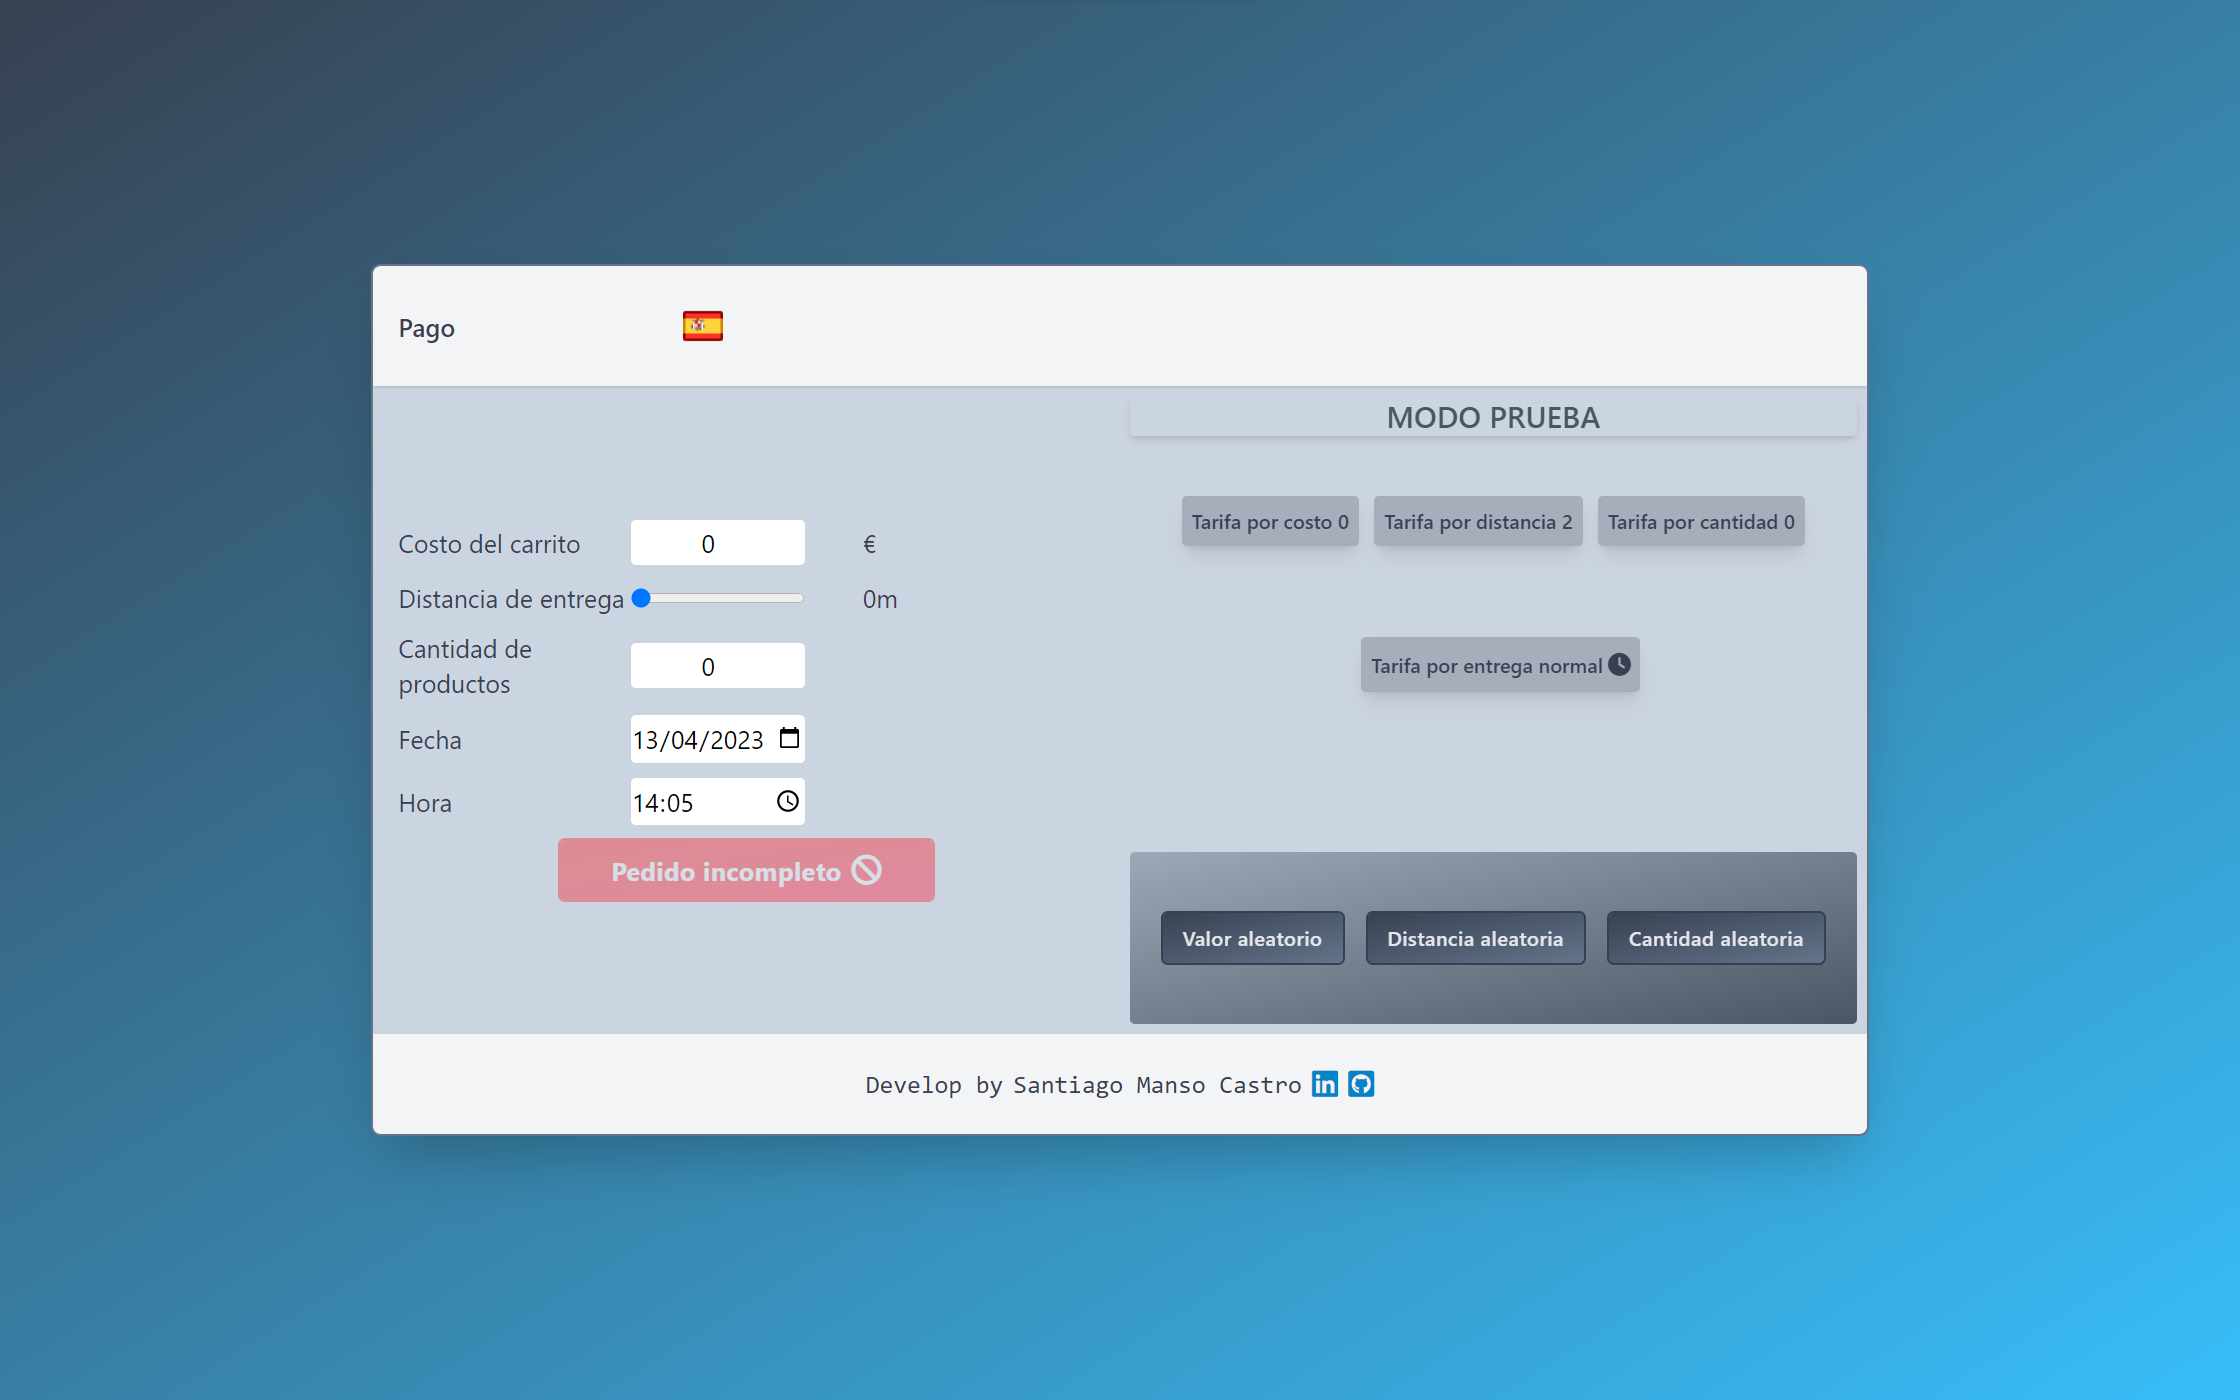 Pago
MODO PRUEBA
Costo del carrito 0 €
Distancia de entrega 0m
Cantidad de
productos 0
Fecha 13/04/2023
Hora 14:05
Pedido incompleto
Tarifa por costo 0 Tarifa por distancia 2 Tarifa por cantidad 0
Tarifa por entrega normal
Valor aleatorio Distancia aleatoria Cantidad aleatoria
Develop by Santiago Manso Castro in